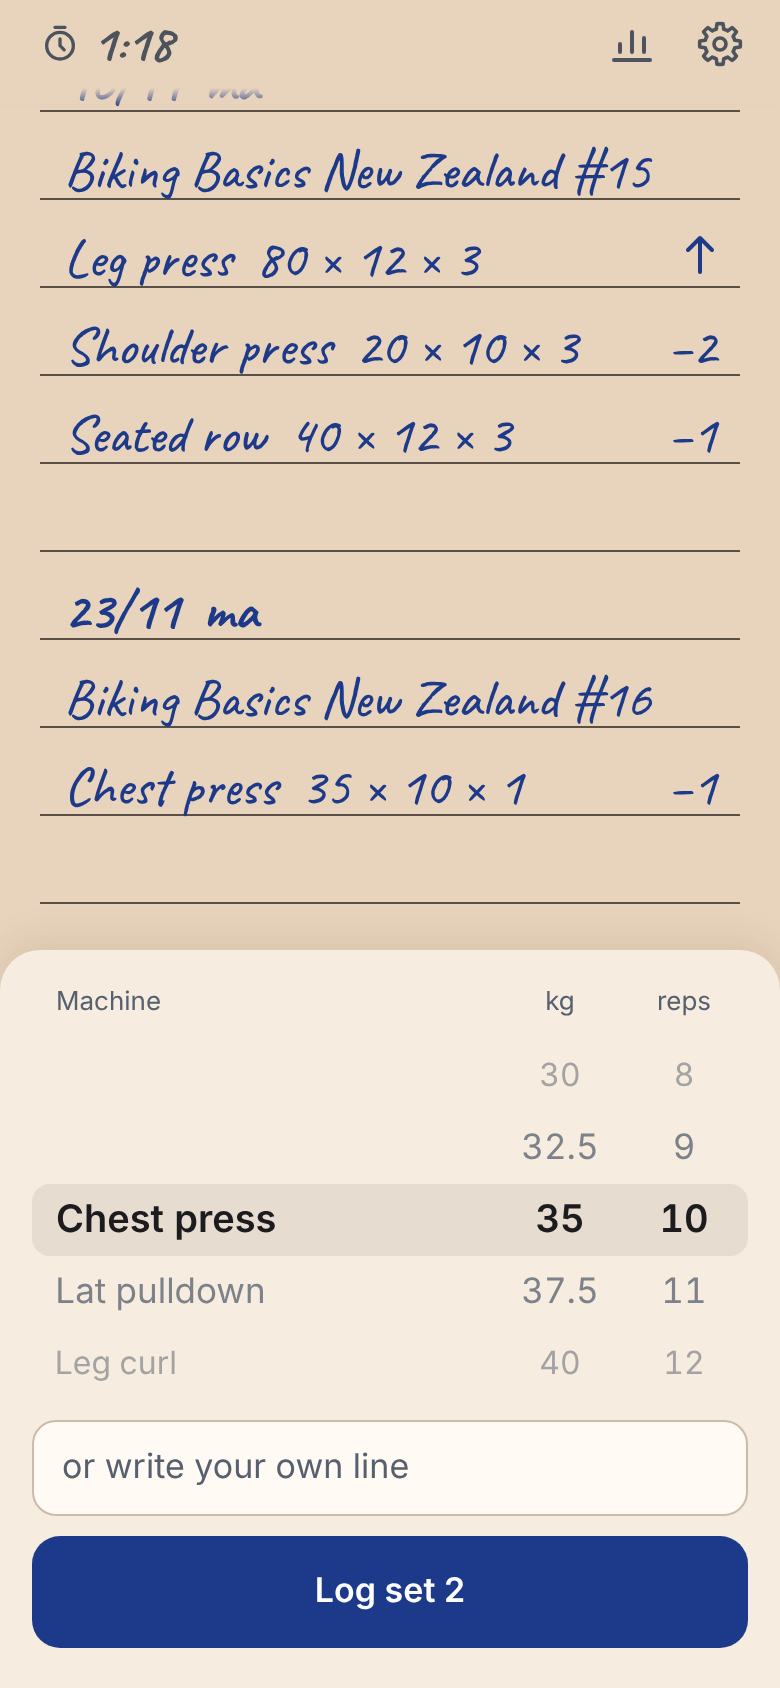 1:18
Biking Basics New Zealand #15
Leg press 80 × 12 × 3 ↑
Shoulder press 20 × 10 × 3 –2
Seated row 40 × 12 × 3 –1
23/11 ma
Biking Basics New Zealand #16
Chest press 35 × 10 × 1 –1
Machine kg reps
30 8
32.5 9
Chest press 35 10
Lat pulldown 37.5 11
Leg curl 40 12
or write your own line
Log set 2